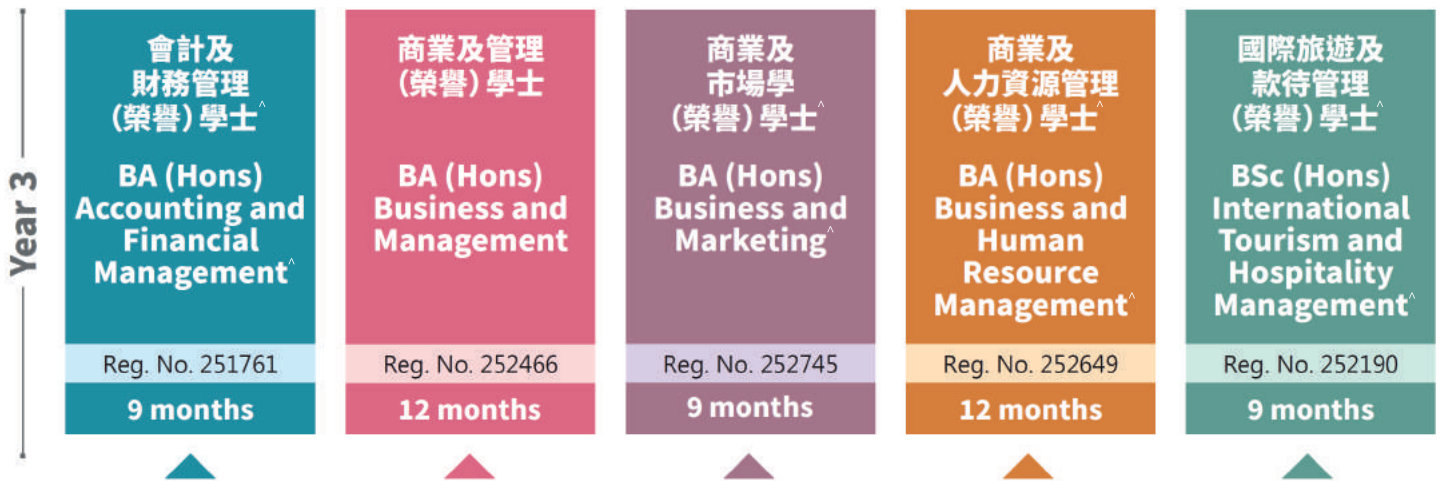 Year 3
會計及
財務管理
(榮譽) 學士^
BA (Hons)
Accounting and
Financial
Management^
Reg. No. 251761
9 months
商業及管理
(榮譽) 學士
BA (Hons)
Business and
Management
Reg. No. 252466
12 months
商業及
市場學
(榮譽) 學士^
BA (Hons)
Business and
Marketing^
Reg. No. 252745
9 months
商業及
人力資源管理
(榮譽) 學士^
BA (Hons)
Business and
Human
Resource
Management^
Reg. No. 252649
12 months
國際旅遊及
款待管理
(榮譽) 學士^
BSc (Hons)
International
Tourism and
Hospitality
Management^
Reg. No. 252190
9 months